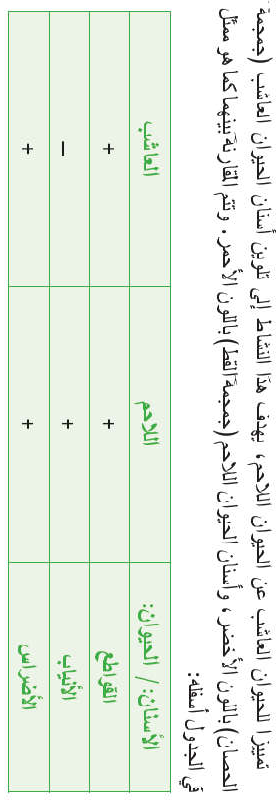 تمييزا للحيوان العاشب عن الحيوان اللاحم، يهدف هذا النشاط إلى تلوين أسنان الحيوان العاشب (جمجمة
الحصان) باللون الأخضر، وأسنان الحيوان اللاحم (جمجمة القط) باللون الأحمر. وتتم المقارنة بينهما كما هو ممثل
في الجدول أسفله:
الأسنان: / الحيوان: اللاحم العاشب
القواطع + +
الأنياب + –
الأضراس + +